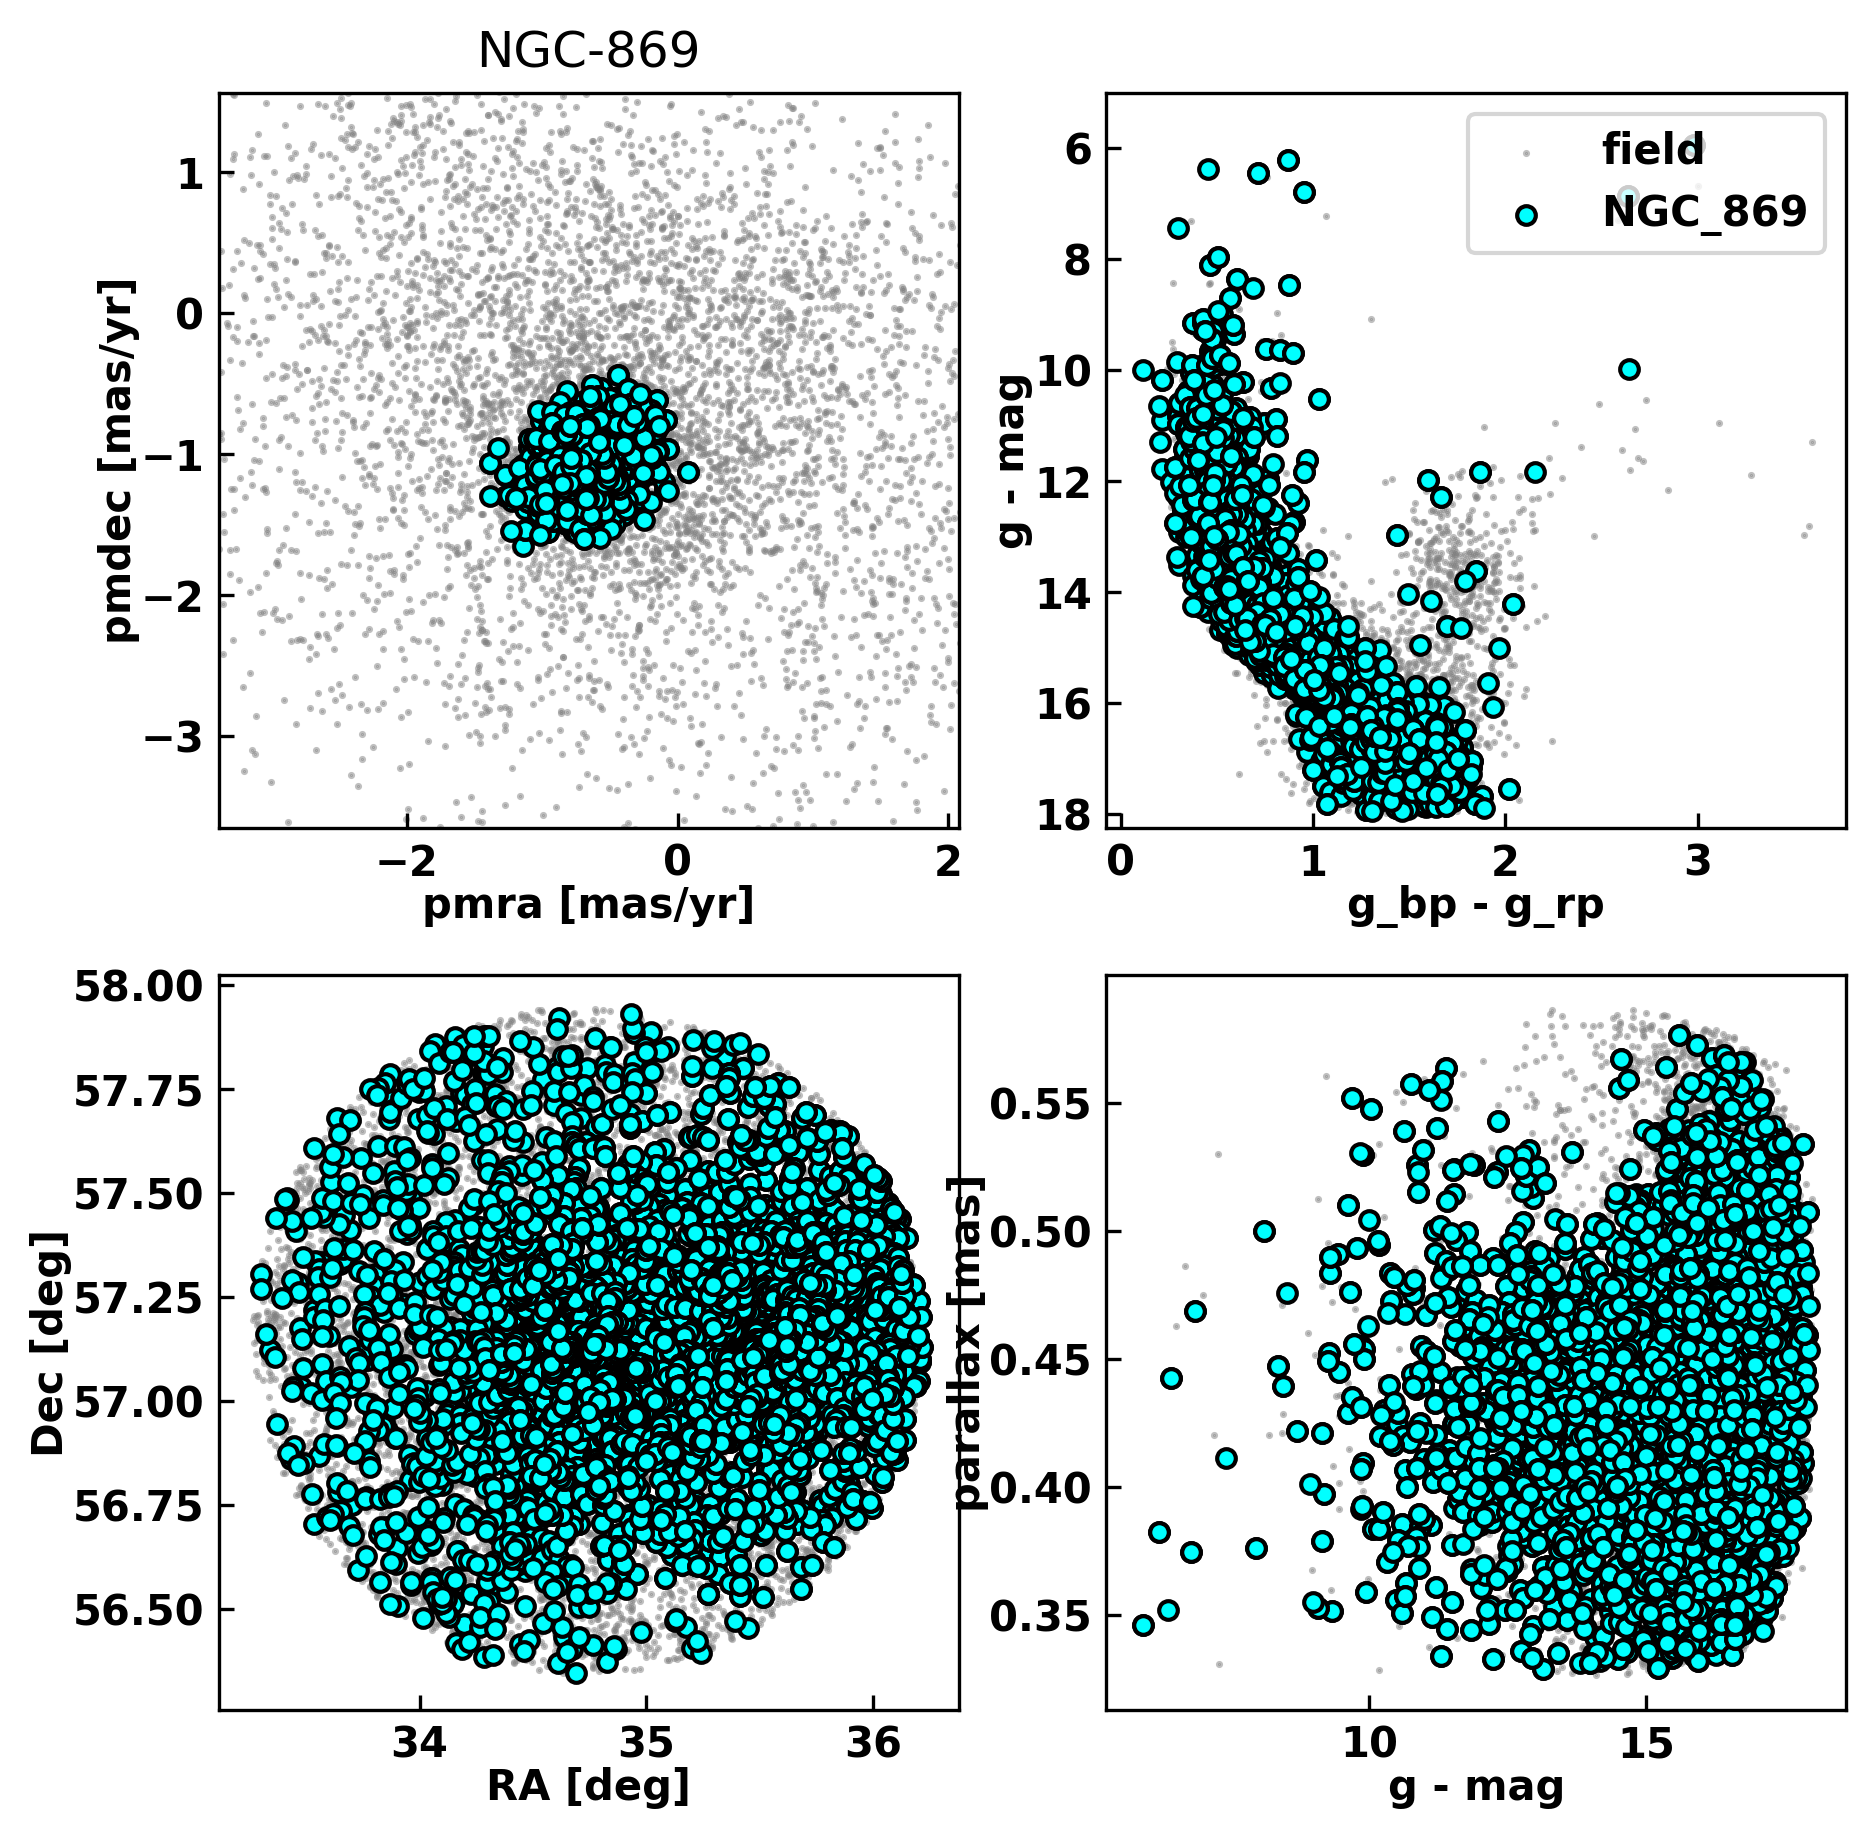 NGC-869
1
0
−1
−2
−3
pmdec [mas/yr]
−2 0 2
pmra [mas/yr]
6
8
10
12
14
16
18
g - mag
field
NGC_869
0 1 2 3
g_bp - g_rp
58.00
57.75
57.50
57.25
57.00
56.75
56.50
Dec [deg]
34 35 36
RA [deg]
0.55
0.50
0.45
0.40
0.35
parallax [mas]
10 15
g - mag